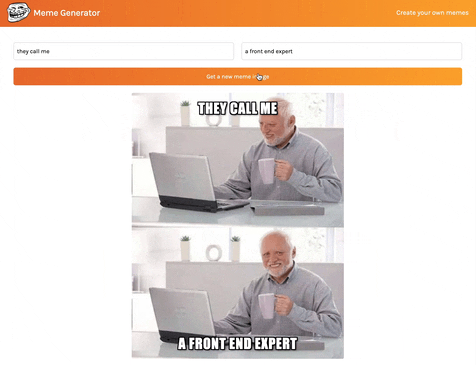 Meme Generator
Create your own memes
they call me
a front end expert
Get a new meme image
THEY CALL ME
A FRONT END EXPERT